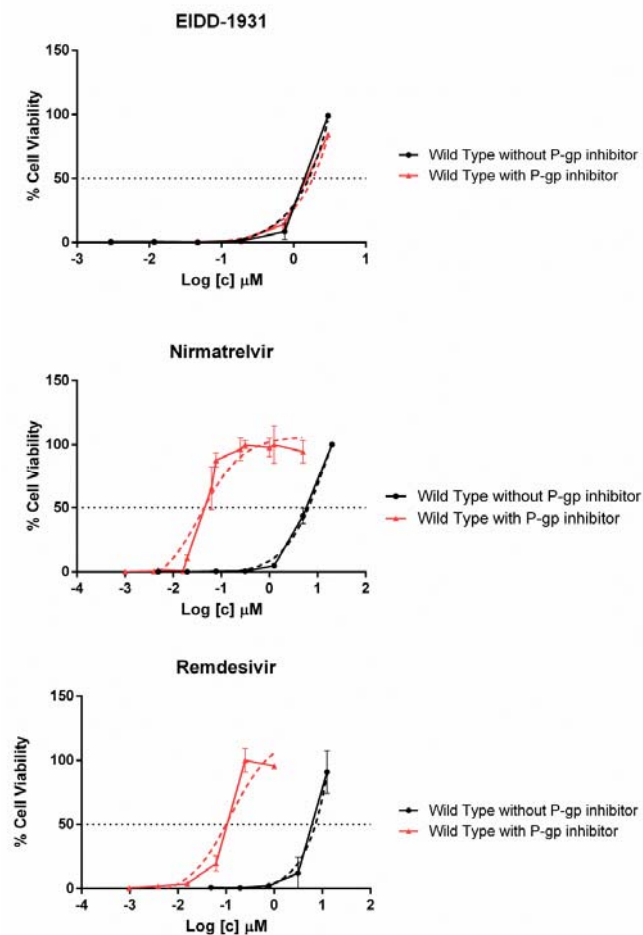 EIDD-1931
150
100
50
0
% Cell Viability
-3 -2 -1 0 1
Log [c] μM
Wild Type without P-gp inhibitor
Wild Type with P-gp inhibitor
Nirmatrelvir
150
100
50
0
% Cell Viability
-4 -3 -2 -1 0 1 2
Log [c] μM
Wild Type without P-gp inhibitor
Wild Type with P-gp inhibitor
Remdesivir
150
100
50
0
% Cell Viability
-4 -3 -2 -1 0 1 2
Log [c] μM
Wild Type without P-gp inhibitor
Wild Type with P-gp inhibitor